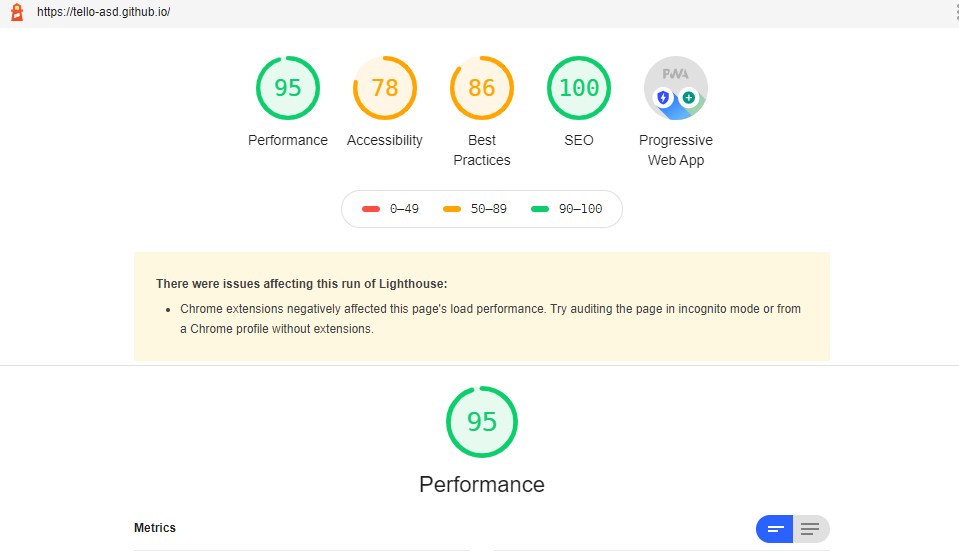 https://tello-asd.github.io/
95
78
86
100
PWA
Performance
Accessibility
Best
Practices
SEO
Progressive
Web App
0–49
50–89
90–100
There were issues affecting this run of Lighthouse:
• Chrome extensions negatively affected this page's load performance. Try auditing the page in incognito mode or from
a Chrome profile without extensions.
95
Performance
Metrics